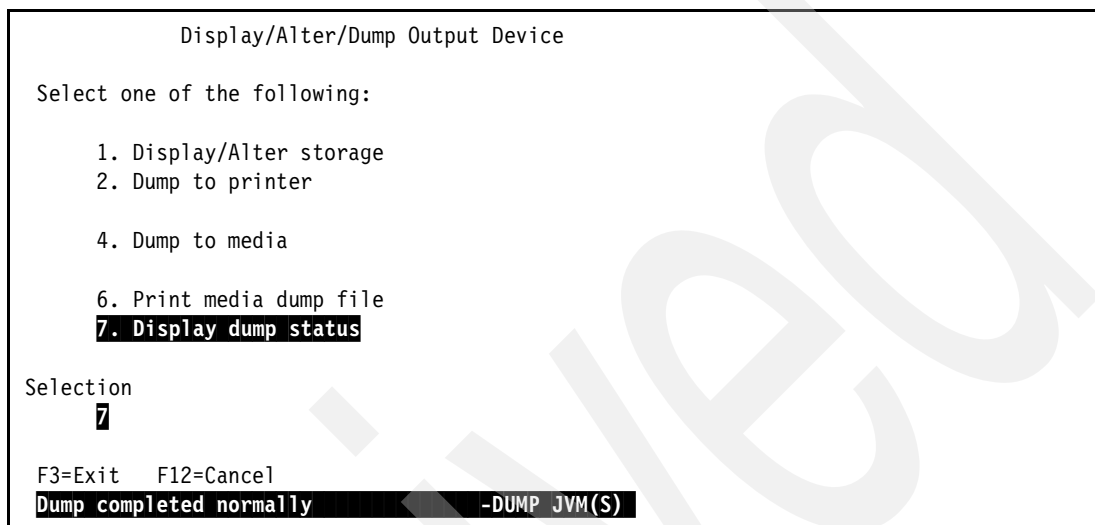 Display/Alter/Dump Output Device
Select one of the following:
1. Display/Alter storage
2. Dump to printer
4. Dump to media
6. Print media dump file
7. Display dump status
Selection
7
F3=Exit F12=Cancel
Dump completed normally -DUMP JVM(S)